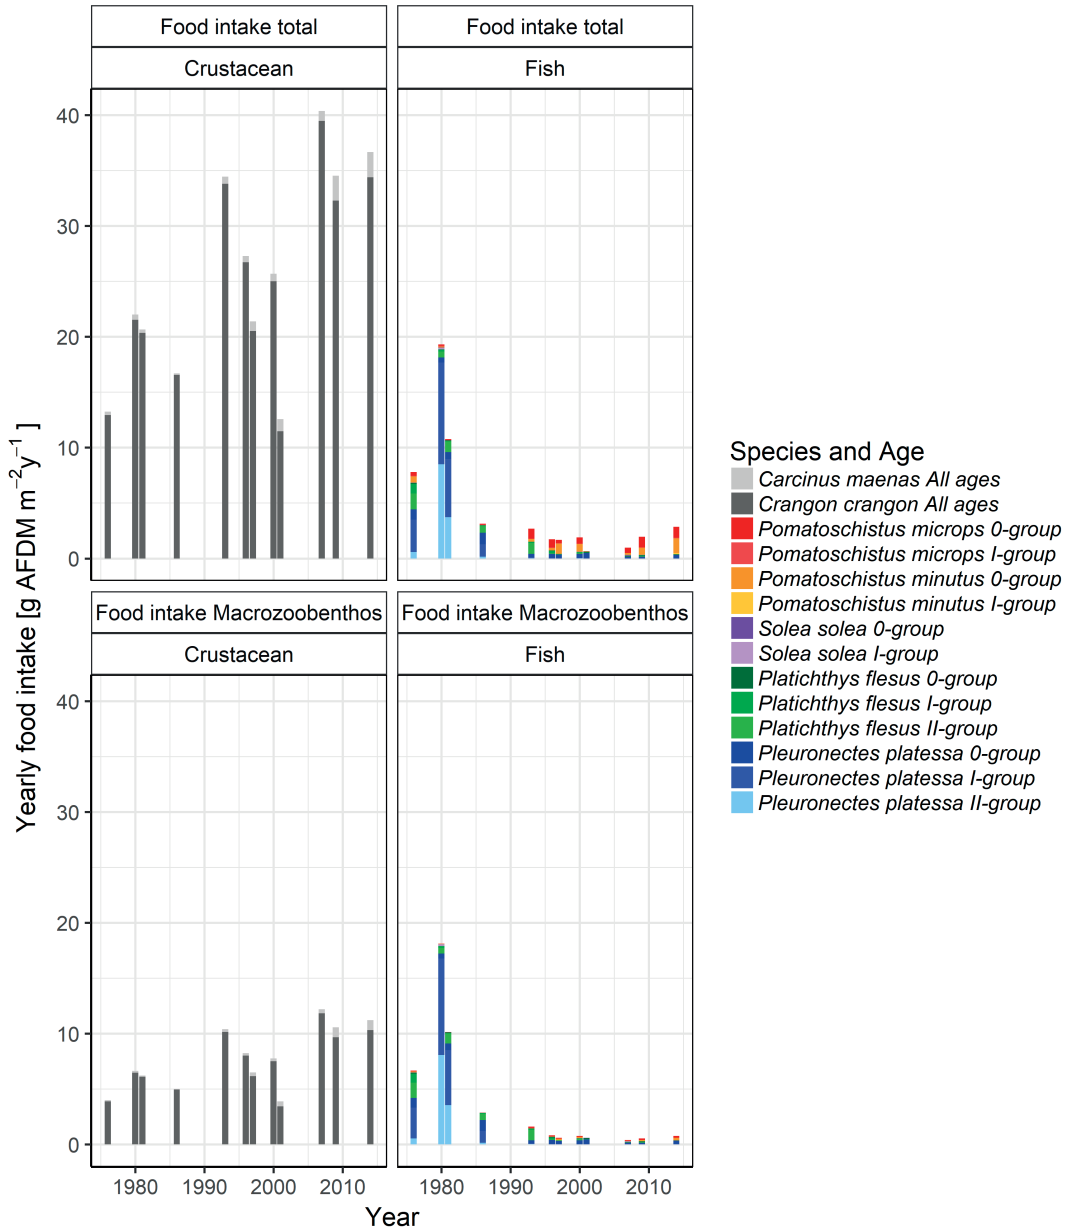 Food intake total
Food intake total
Crustacean
Fish
40
30
20
10
0
Food intake Macrozoobenthos
Food intake Macrozoobenthos
Crustacean
Fish
40
30
20
10
0
1980 1990 2000 2010
1980 1990 2000 2010
Year
Yearly food intake [g AFDM m⁻²y⁻¹ ]
Species and Age
Carcinus maenas All ages
Crangon crangon All ages
Pomatoschistus microps 0-group
Pomatoschistus microps I-group
Pomatoschistus minutus 0-group
Pomatoschistus minutus I-group
Solea solea 0-group
Solea solea I-group
Platichthys flesus 0-group
Platichthys flesus I-group
Platichthys flesus II-group
Pleuronectes platessa 0-group
Pleuronectes platessa I-group
Pleuronectes platessa II-group